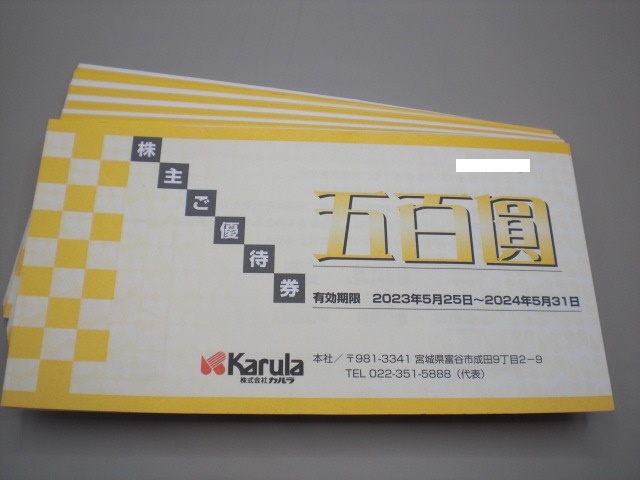 株主ご優待券
五百圓
有効期限 2023年5月25日～2024年5月31日
Karula
株式会社カルラ
本社／〒981-3341 宮城県富谷市成田9丁目2－9
TEL 022-351-5888（代表）